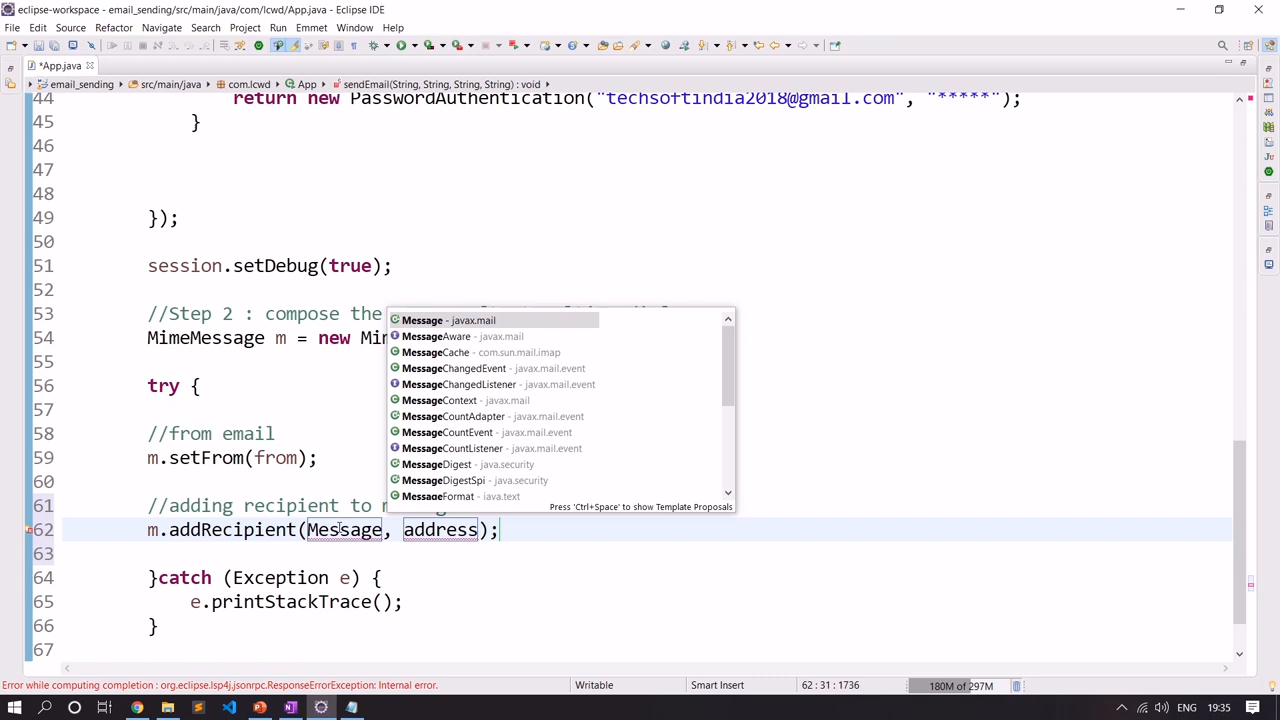 eclipse-workspace - email_sending/src/main/java/com/lcwd/App.java - Eclipse IDE
File Edit Source Refactor Navigate Search Project Run Emmet Window Help
*App.java
email_sending src/main/java com.lcwd App sendEmail(String, String, String, String) : void
44 return new PasswordAuthentication("techsoftindia2018@gmail.com", "*****");
45 }
46
47
48
49 });
50
51 session.setDebug(true);
52
53 //Step 2 : compose the
54 MimeMessage m = new
55
56 try {
57
58 //from email
59 m.setFrom(from);
60
61 //adding recipient to
62 m.addRecipient(Message, address);
63
64 }catch (Exception e) {
65 e.printStackTrace();
66 }
67
Message - javax.mail
MessageAware - javax.mail
MessageCache - com.sun.mail.imap
MessageChangedEvent - javax.mail.event
MessageChangedListener - javax.mail.event
MessageContext - javax.mail
MessageCountAdapter - javax.mail.event
MessageCountEvent - javax.mail.event
MessageCountListener - javax.mail.event
MessageDigest - java.security
MessageDigestSpi - java.security
MessageFormat - java.text
Press 'Ctrl+Space' to show Template Proposals
Error while computing completion : org.eclipse.lsp4j.jsonrpc.ResponseErrorException: Internal error. Writable Smart Insert 62 : 31 : 1736 180M of 297M
ENG 19:35